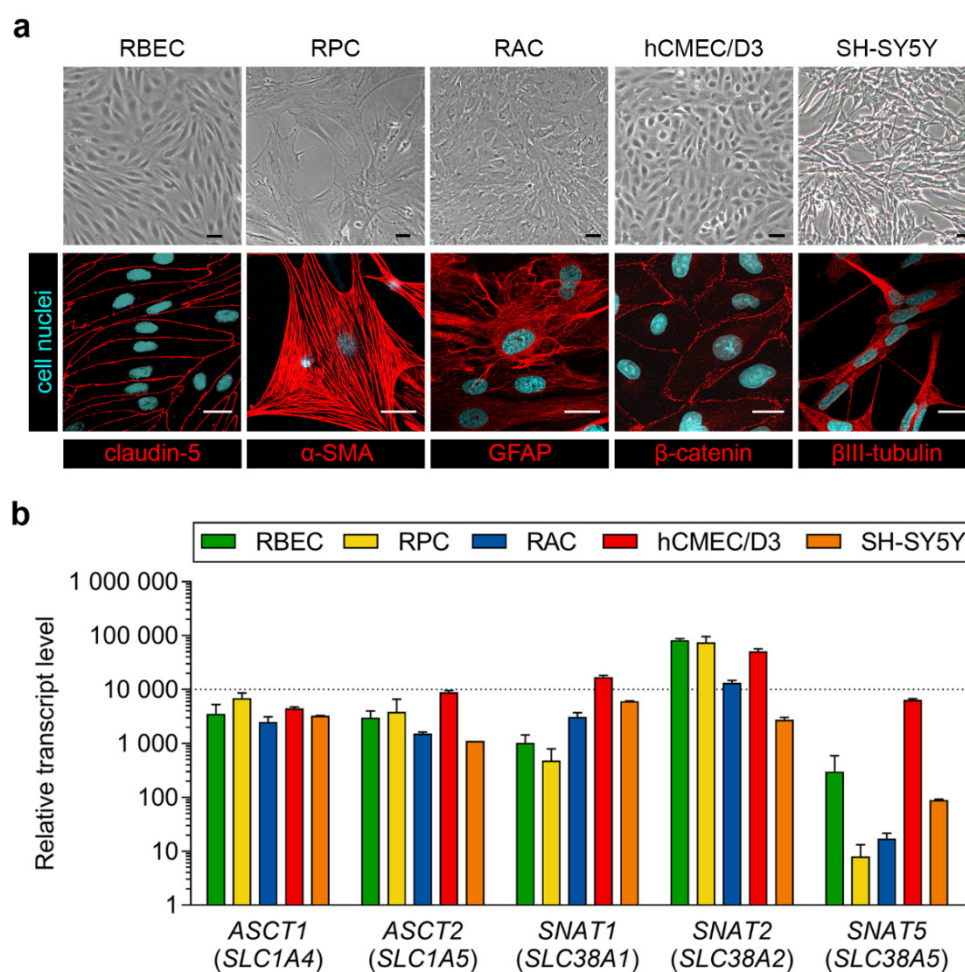 a
RBEC RPC RAC hCMEC/D3 SH-SY5Y
cell nuclei
claudin-5 α-SMA GFAP β-catenin βIII-tubulin
b
RBEC RPC RAC hCMEC/D3 SH-SY5Y
Relative transcript level
1 000 000
100 000
10 000
1 000
100
10
1
ASCT1 ASCT2 SNAT1 SNAT2 SNAT5
(SLC1A4) (SLC1A5) (SLC38A1) (SLC38A2) (SLC38A5)